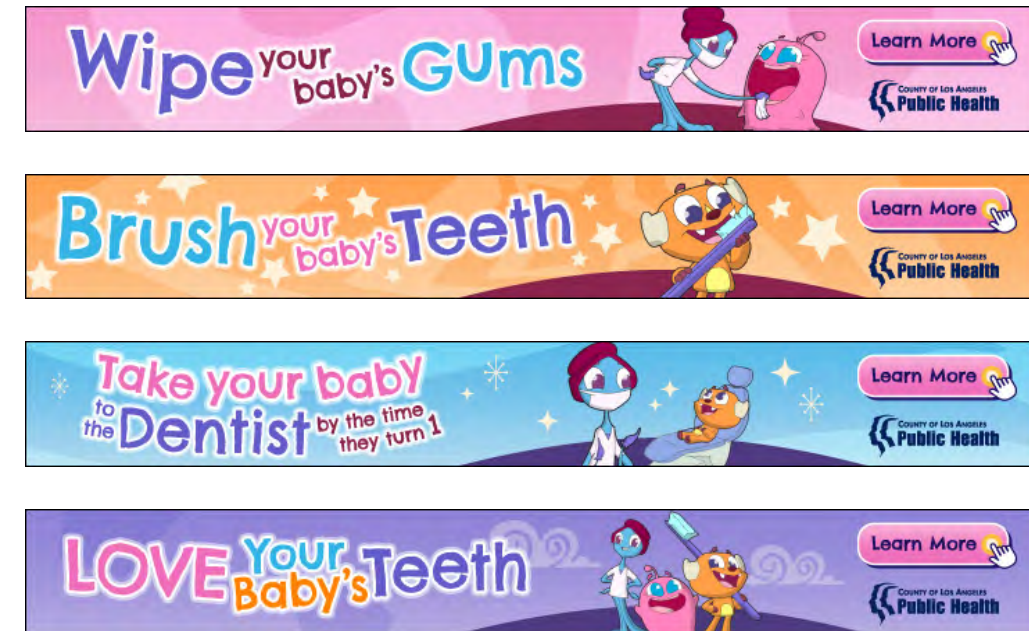 Wipe your baby's Gums
Learn More
County of Los Angeles
Public Health
Brush your baby's Teeth
Learn More
County of Los Angeles
Public Health
Take your baby
to the Dentist by the time they turn 1
Learn More
County of Los Angeles
Public Health
LOVE Your Baby's Teeth
Learn More
County of Los Angeles
Public Health